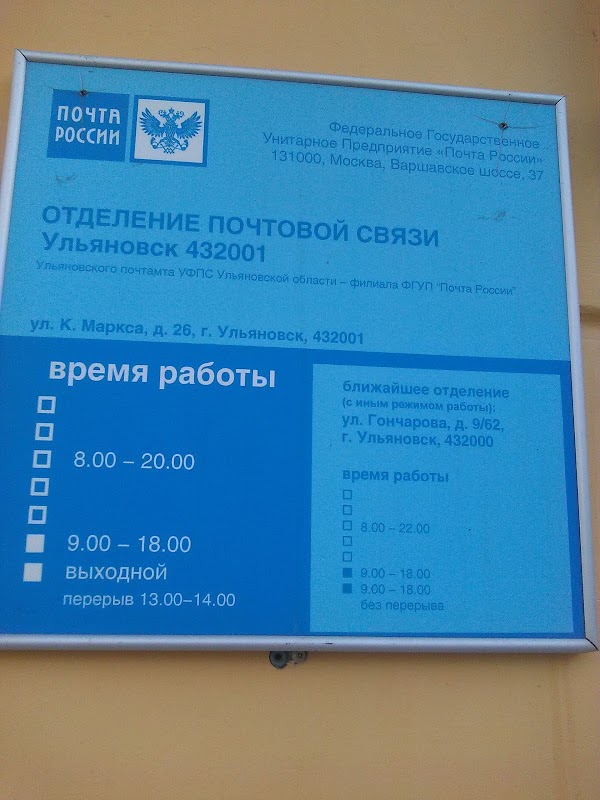 ПОЧТА
РОССИИ
Федеральное Государственное
Унитарное Предприятие «Почта России»
131000, Москва, Варшавское шоссе, 37
ОТДЕЛЕНИЕ ПОЧТОВОЙ СВЯЗИ
Ульяновск 432001
Ульяновского почтамта УФПС Ульяновской области – филиала ФГУП "Почта России"
ул. К. Маркса, д. 26, г. Ульяновск, 432001
время работы
8.00 – 20.00
9.00 – 18.00
выходной
перерыв 13.00–14.00
ближайшее отделение
(с иным режимом работы):
ул. Гончарова, д. 9/62,
г. Ульяновск, 432000
время работы
8.00 – 22.00
9.00 – 18.00
9.00 – 18.00
без перерыва